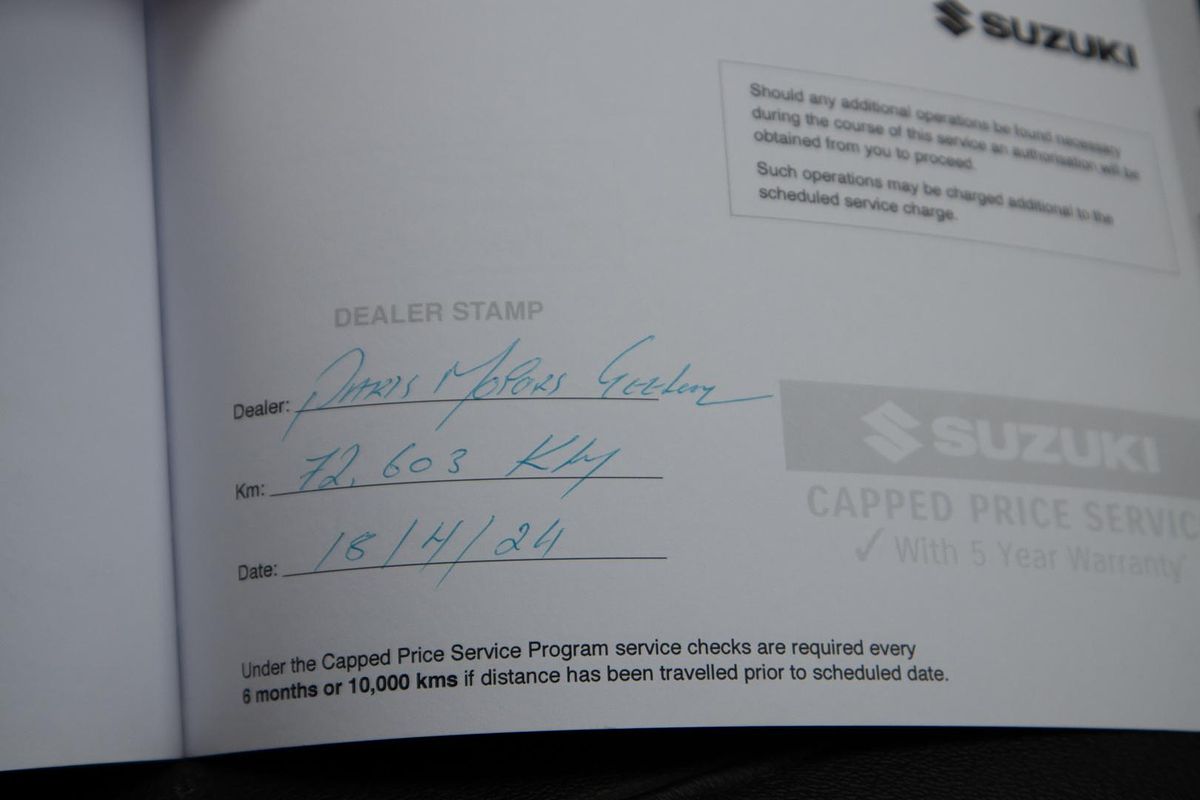 SUZUKI
Should any additional operations be found necessary
during the course of this service an authorisation will be
obtained from you to proceed.
Such operations may be charged additional to the
scheduled service charge.
DEALER STAMP
Dealer: Paris Motors Geelong
Km: 72,603 Km
Date: 18/4/24
SUZUKI
CAPPED PRICE SERVIC
✓ With 5 Year Warranty
Under the Capped Price Service Program service checks are required every
6 months or 10,000 kms if distance has been travelled prior to scheduled date.